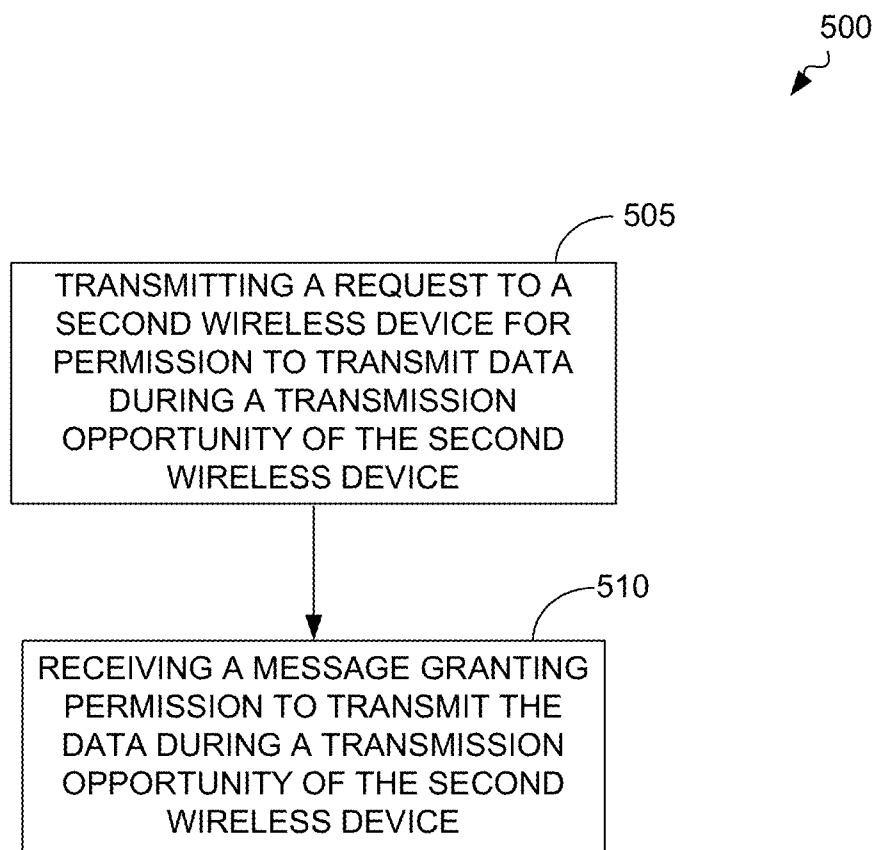 500
505
TRANSMITTING A REQUEST TO A
SECOND WIRELESS DEVICE FOR
PERMISSION TO TRANSMIT DATA
DURING A TRANSMISSION
OPPORTUNITY OF THE SECOND
WIRELESS DEVICE
510
RECEIVING A MESSAGE GRANTING
PERMISSION TO TRANSMIT THE
DATA DURING A TRANSMISSION
OPPORTUNITY OF THE SECOND
WIRELESS DEVICE